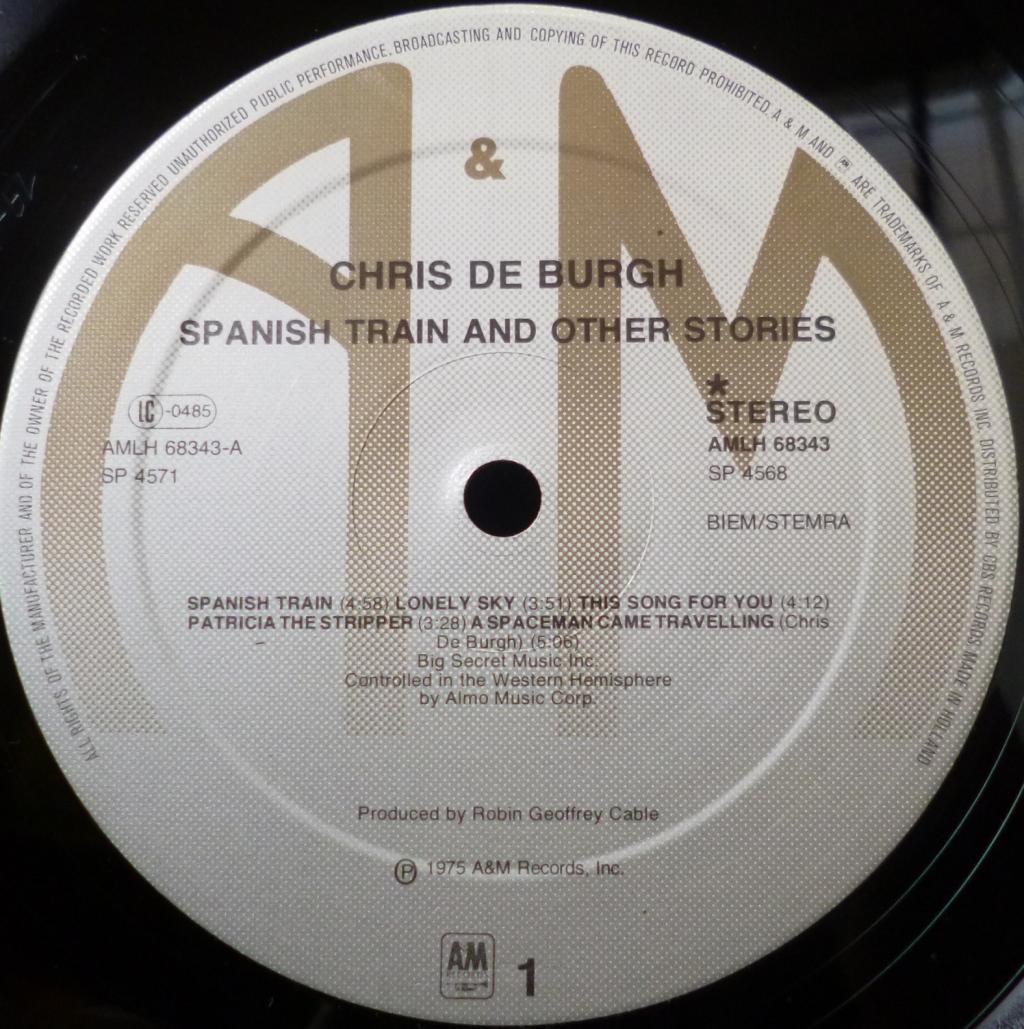 ALL RIGHTS OF THE MANUFACTURER AND OF THE OWNER OF THE RECORDED WORK RESERVED UNAUTHORIZED PUBLIC PERFORMANCE, BROADCASTING AND COPYING OF THIS RECORD PROHIBITED. A & M AND AM ARE TRADEMARKS OF A & M RECORDS INC. DISTRIBUTED BY CBS RECORDS MADE IN HOLLAND
A & M
CHRIS DE BURGH
SPANISH TRAIN AND OTHER STORIES
LC-0485
AMLH 68343-A
SP 4571
*
STEREO
AMLH 68343
SP 4568
BIEM/STEMRA
SPANISH TRAIN (4:58) LONELY SKY (3:51) THIS SONG FOR YOU (4:12)
PATRICIA THE STRIPPER (3:28) A SPACEMAN CAME TRAVELLING (Chris
De Burgh) (5:06)
Big Secret Music Inc.
Controlled in the Western Hemisphere
by Almo Music Corp.
Produced by Robin Geoffrey Cable
Ⓟ 1975 A&M Records, Inc.
AM
RECORDS
1